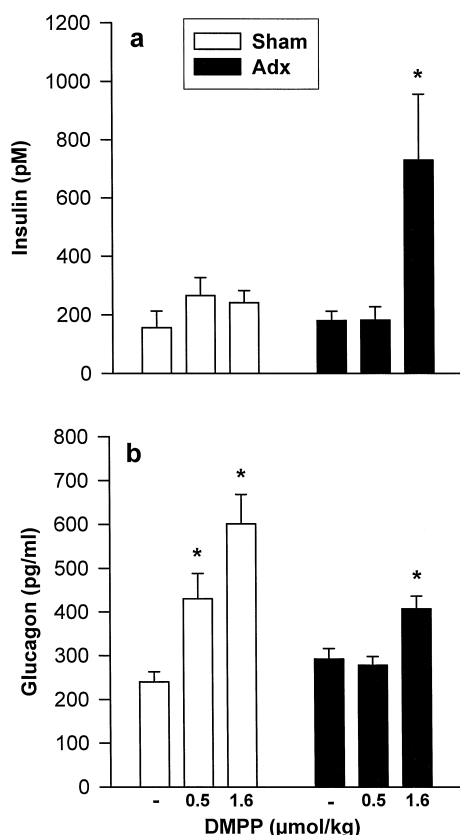 1200
a
Sham
Adx
1000
*
800
600
400
200
0
Insulin (pM)
800
b
700
*
600
*
500
*
400
300
200
100
0
Glucagon (pg/ml)
- 0.5 1.6 - 0.5 1.6
DMPP (μmol/kg)